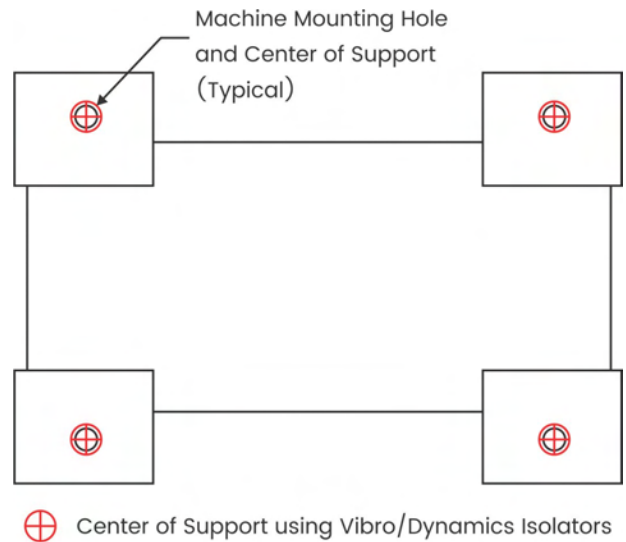 Machine Mounting Hole
and Center of Support
(Typical)
Center of Support using Vibro/Dynamics Isolators